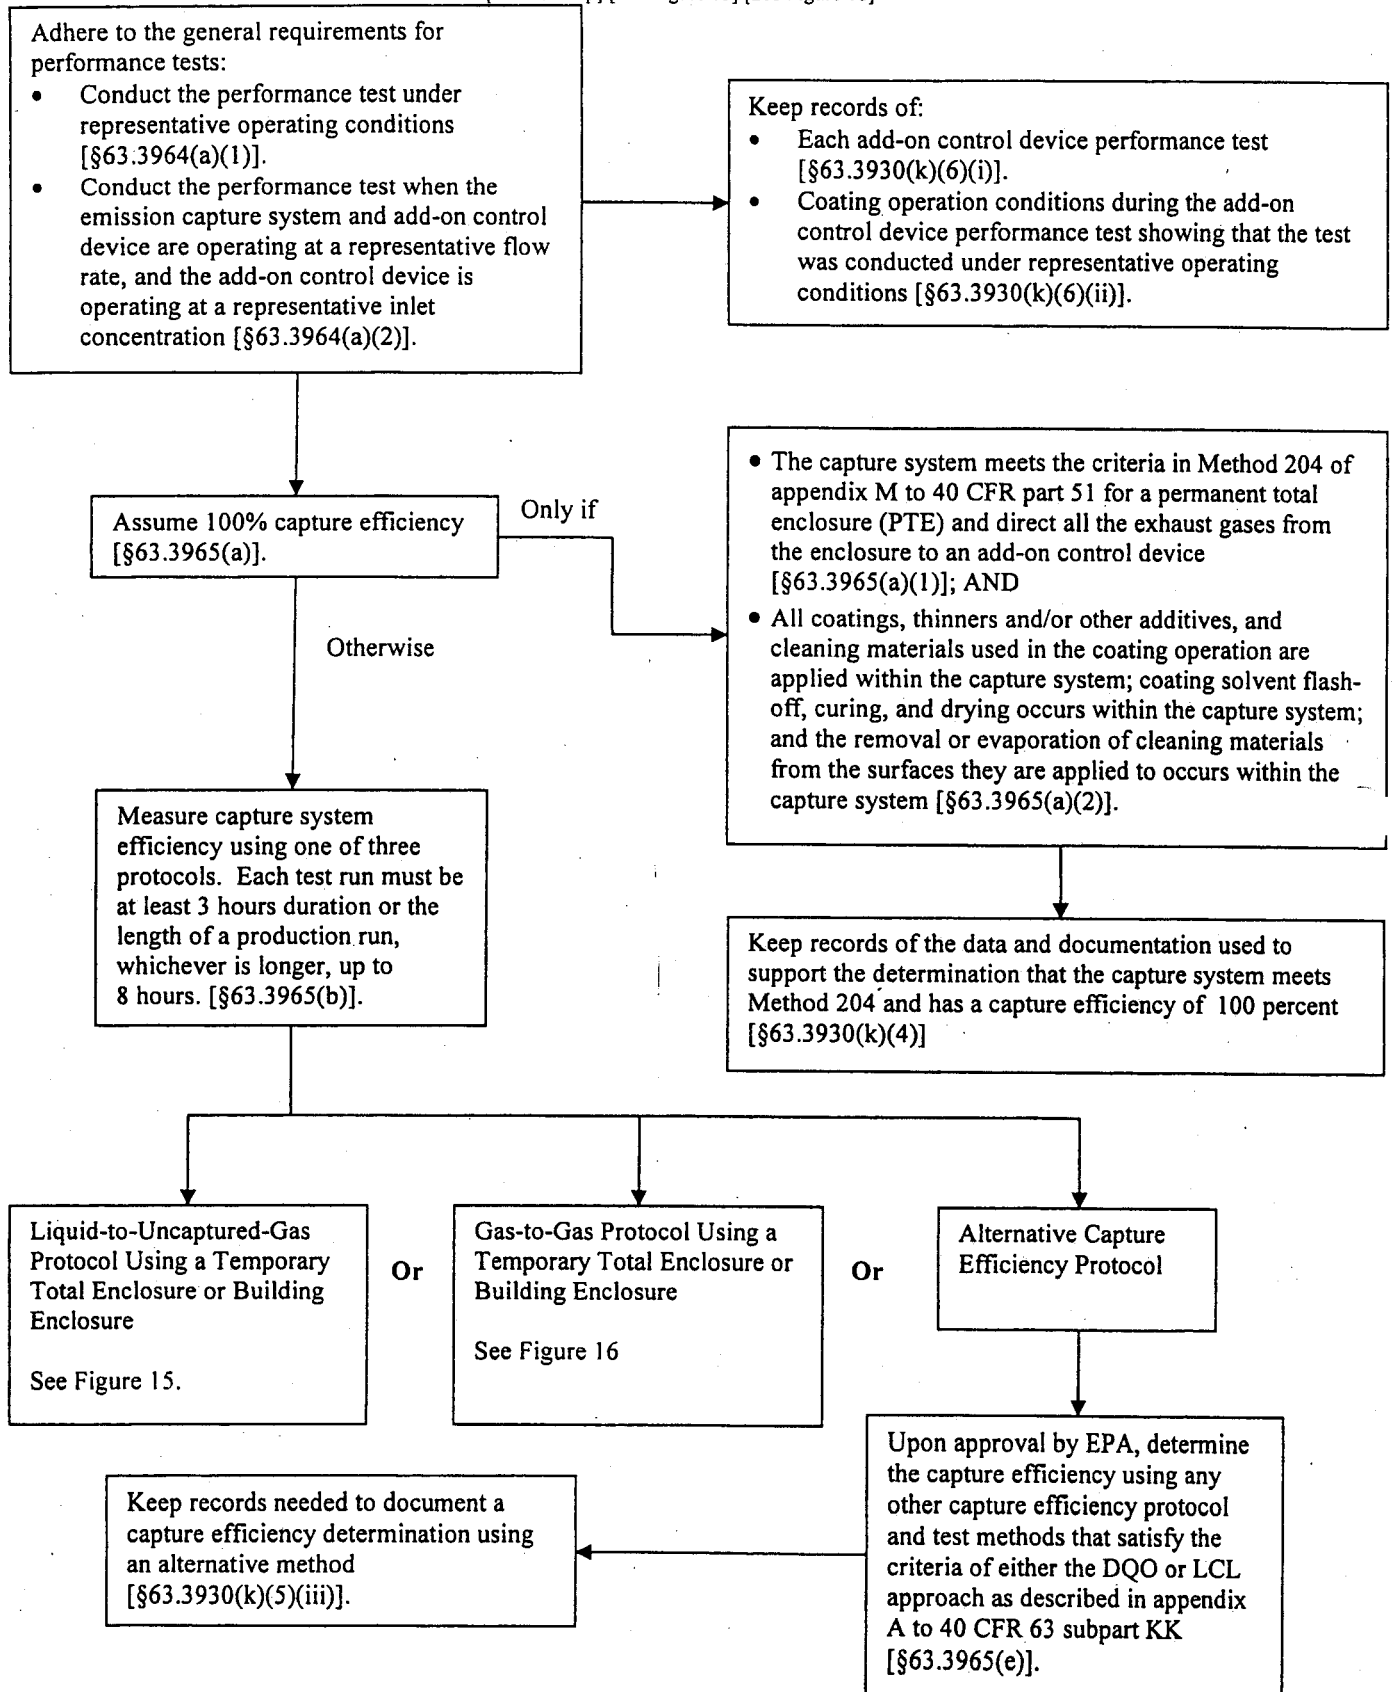 Adhere to the general requirements for
performance tests:
• Conduct the performance test under
representative operating conditions
[§63.3964(a)(1)].
• Conduct the performance test when the
emission capture system and add-on control
device are operating at a representative flow
rate, and the add-on control device is
operating at a representative inlet
concentration [§63.3964(a)(2)].
Keep records of:
• Each add-on control device performance test
[§63.3930(k)(6)(i)].
• Coating operation conditions during the add-on
control device performance test showing that the test
was conducted under representative operating
conditions [§63.3930(k)(6)(ii)].
Assume 100% capture efficiency
[§63.3965(a)].
Only if
• The capture system meets the criteria in Method 204 of
appendix M to 40 CFR part 51 for a permanent total
enclosure (PTE) and direct all the exhaust gases from
the enclosure to an add-on control device
[§63.3965(a)(1)]; AND
• All coatings, thinners and/or other additives, and
cleaning materials used in the coating operation are
applied within the capture system; coating solvent flash-
off, curing, and drying occurs within the capture system;
and the removal or evaporation of cleaning materials
from the surfaces they are applied to occurs within the
capture system [§63.3965(a)(2)].
Otherwise
Measure capture system
efficiency using one of three
protocols. Each test run must be
at least 3 hours duration or the
length of a production run,
whichever is longer, up to
8 hours. [§63.3965(b)].
Keep records of the data and documentation used to
support the determination that the capture system meets
Method 204 and has a capture efficiency of 100 percent
[§63.3930(k)(4)]
Liquid-to-Uncaptured-Gas
Protocol Using a Temporary
Total Enclosure or Building
Enclosure
See Figure 15.
Or
Gas-to-Gas Protocol Using a
Temporary Total Enclosure or
Building Enclosure
See Figure 16
Or
Alternative Capture
Efficiency Protocol
Upon approval by EPA, determine
the capture efficiency using any
other capture efficiency protocol
and test methods that satisfy the
criteria of either the DQO or LCL
approach as described in appendix
A to 40 CFR 63 subpart KK
[§63.3965(e)].
Keep records needed to document a
capture efficiency determination using
an alternative method
[§63.3930(k)(5)(iii)].